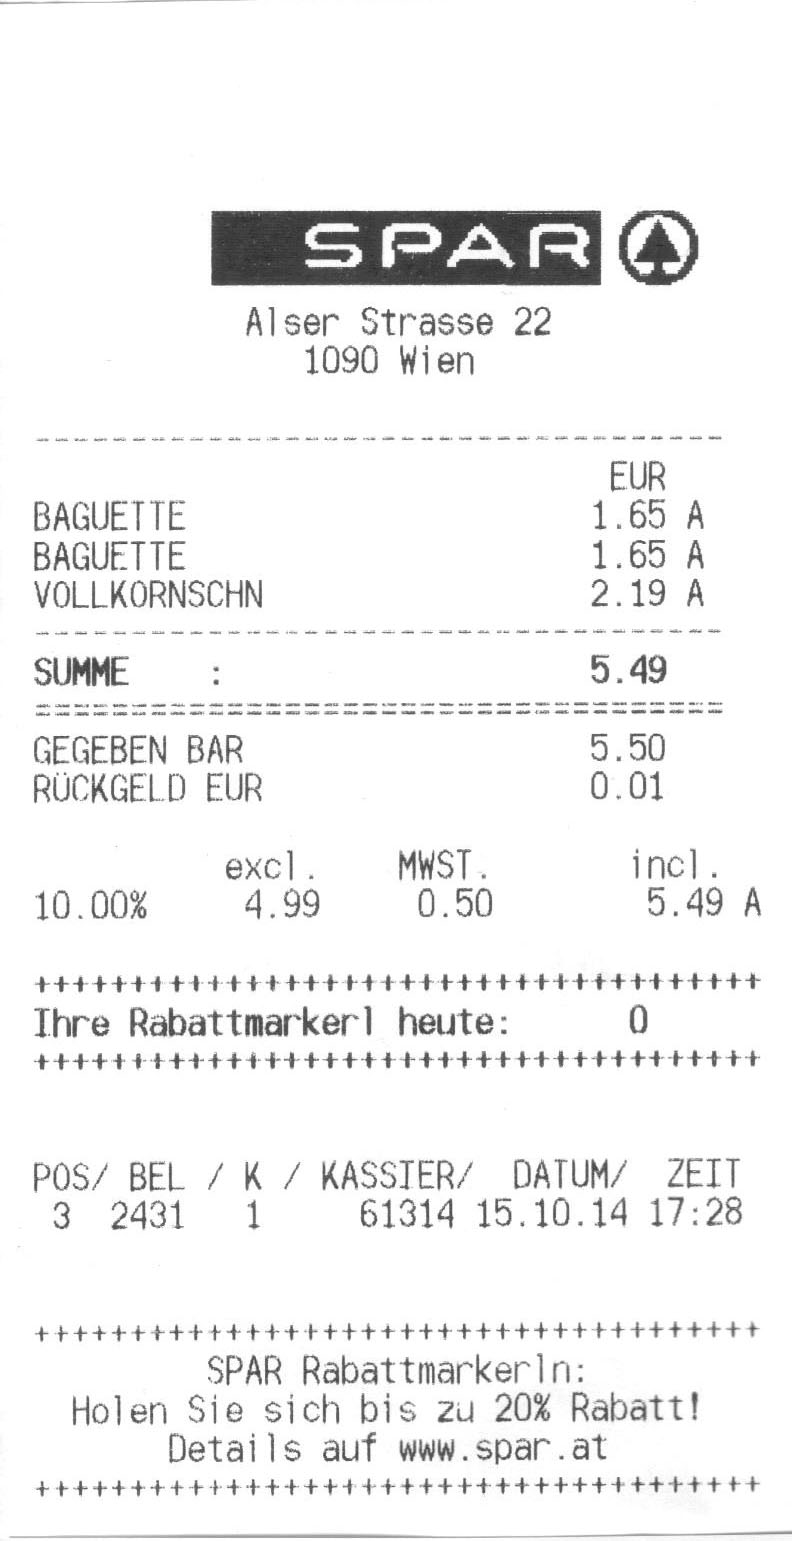 SPAR
Alser Strasse 22
1090 Wien
EUR
BAGUETTE 1.65 A
BAGUETTE 1.65 A
VOLLKORNSCHN 2.19 A
SUMME : 5.49
GEGEBEN BAR 5.50
RÜCKGELD EUR 0.01
excl. MWST. incl.
10.00% 4.99 0.50 5.49 A
++++++++++++++++++++++++++++++++++++++
Ihre Rabattmarkerl heute: 0
++++++++++++++++++++++++++++++++++++++
POS/ BEL / K / KASSIER/ DATUM/ ZEIT
3 2431 1 61314 15.10.14 17:28
++++++++++++++++++++++++++++++++++++++
SPAR Rabattmarkerln:
Holen Sie sich bis zu 20% Rabatt!
Details auf www.spar.at
++++++++++++++++++++++++++++++++++++++